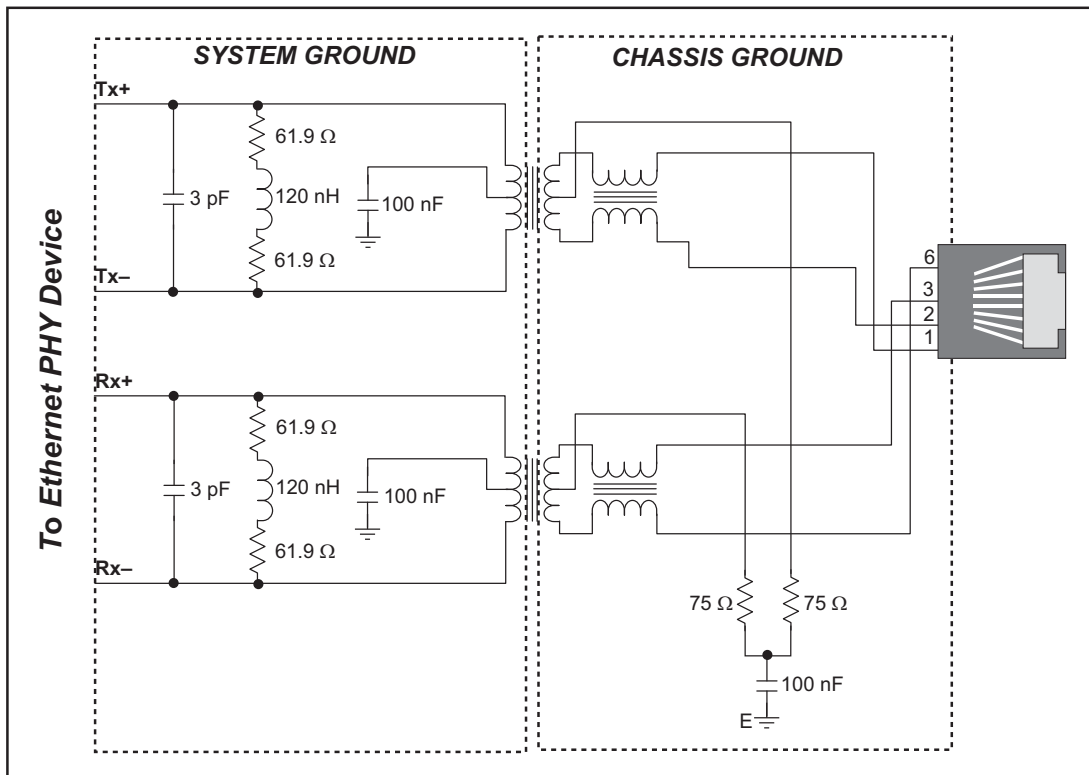 SYSTEM GROUND
CHASSIS GROUND
To Ethernet PHY Device
Tx+
61.9 Ω
3 pF
120 nH
100 nF
61.9 Ω
Tx–
6
3
2
1
Rx+
61.9 Ω
3 pF
120 nH
100 nF
61.9 Ω
Rx–
75 Ω
75 Ω
100 nF
E